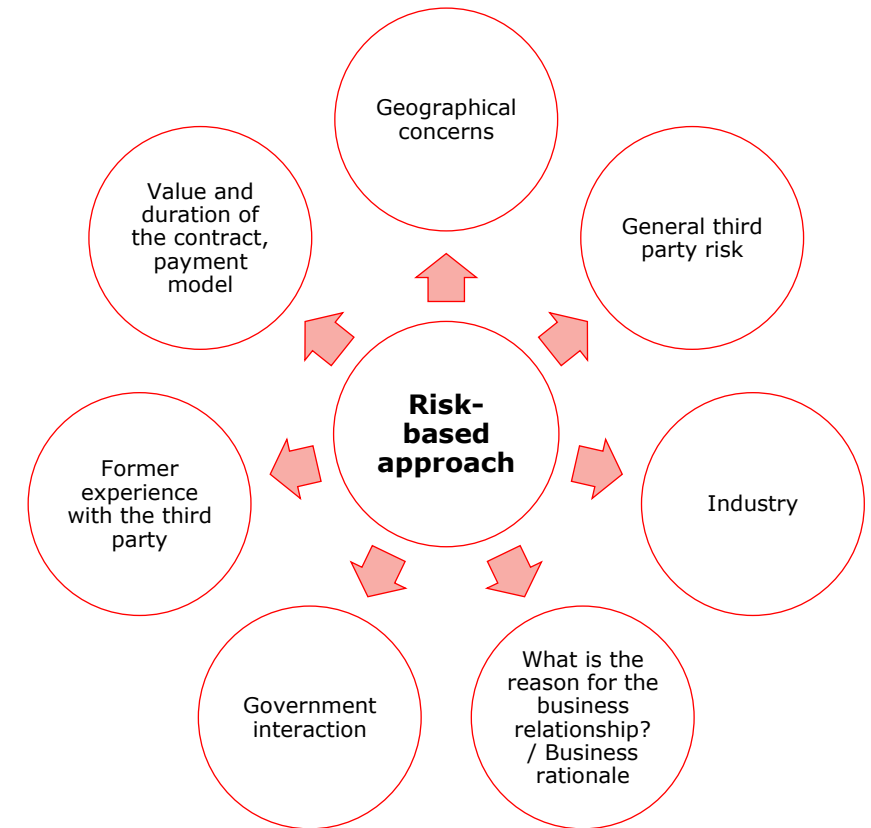 Geographical
concerns
Value and
duration of
the contract,
payment
model
General third
party risk
Risk-
based
approach
Former
experience
with the third
party
Industry
Government
interaction
What is the
reason for the
business
relationship?
/ Business
rationale